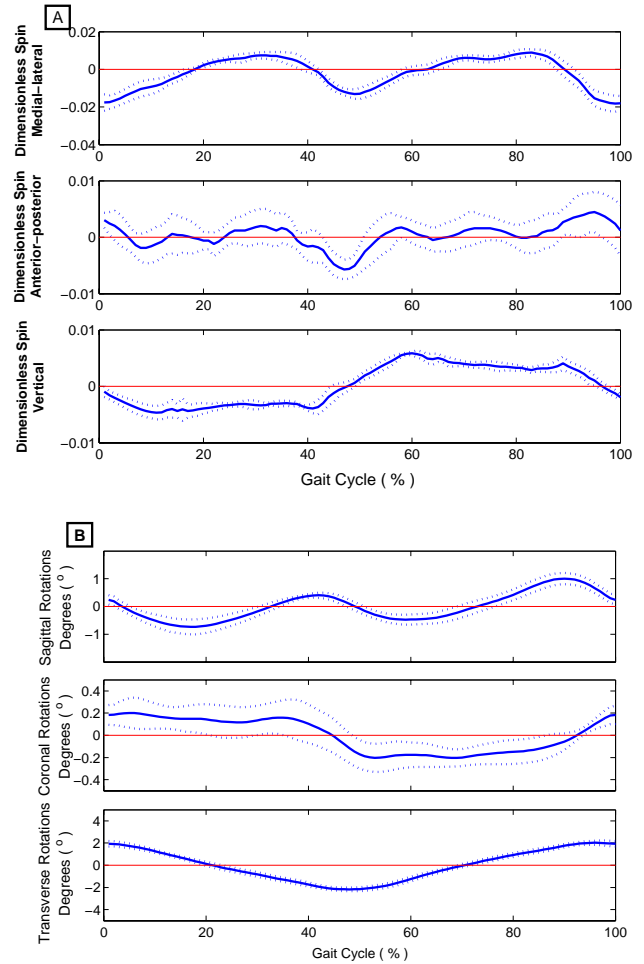 A
Dimensionless Spin
Medial−lateral
0.02
0
−0.02
−0.04
0 20 40 60 80 100
Dimensionless Spin
Anterior−posterior
0.01
0
−0.01
0 20 40 60 80 100
Dimensionless Spin
Vertical
0.01
0
−0.01
0 20 40 60 80 100
Gait Cycle ( % )
B
Sagittal Rotations
Degrees ( ° )
1
0
−1
Coronal Rotations
Degrees ( ° )
0.4
0.2
0
−0.2
−0.4
Transverse Rotations
Degrees ( ° )
4
2
0
−2
−4
0 20 40 60 80 100
Gait Cycle ( % )